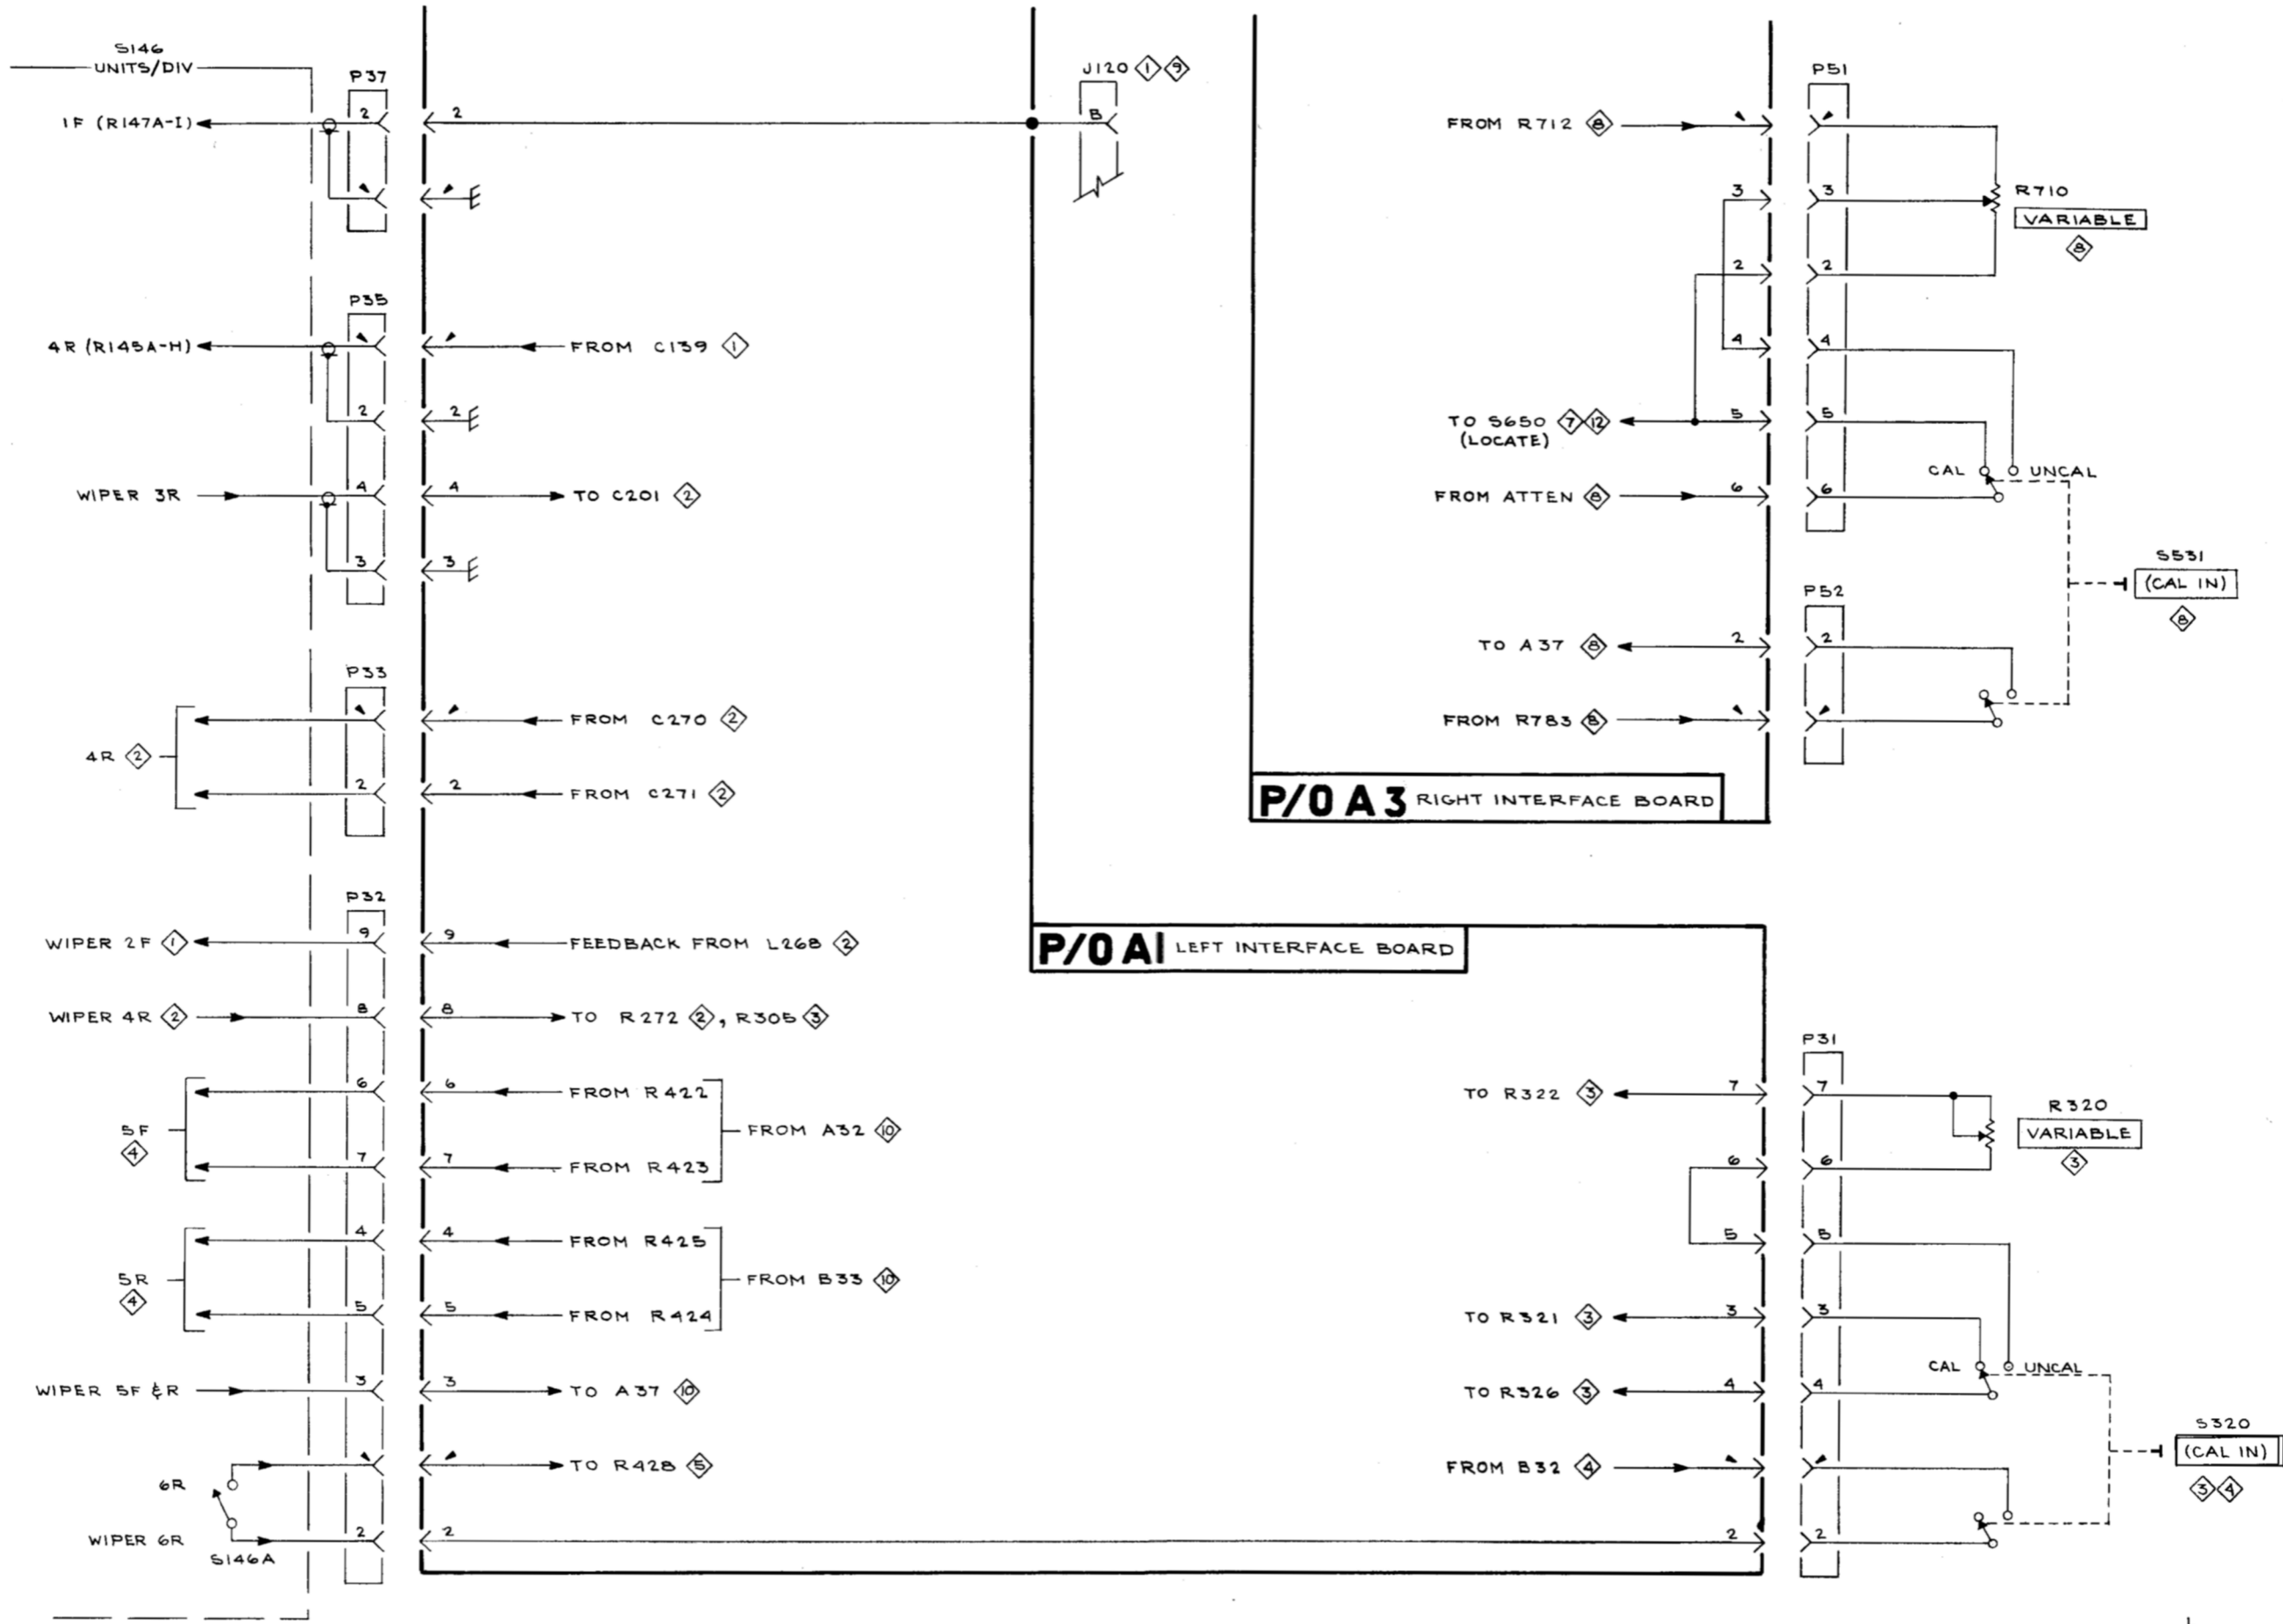 S146
UNITS/DIV
P37
1F (R147A-I)
2
2
J120 1 9
B
P35
4R (R145A-H)
FROM C139 1
2
2
WIPER 3R
4
4
TO C201 2
3
3
P33
FROM C270 2
4R 2
2
2
FROM C271 2
P32
WIPER 2F 1
9
9
FEEDBACK FROM L268 2
WIPER 4R 2
8
8
TO R272 2, R305 3
6
6
FROM R422
5F
4
FROM A32 10
7
7
FROM R423
4
4
FROM R425
5R
4
FROM B33 10
5
5
FROM R424
WIPER 5F & R
3
3
TO A37 10
TO R428 5
6R
WIPER 6R
S146A
2
2
P51
FROM R712 8
3
3
R710
VARIABLE
8
2
2
4
4
TO S650 7 12
(LOCATE)
5
5
CAL
UNCAL
FROM ATTEN 8
6
6
S531
(CAL IN)
8
P52
TO A37 8
2
2
FROM R783 8
P/O A3 RIGHT INTERFACE BOARD
P/O A1 LEFT INTERFACE BOARD
P31
TO R322 3
7
7
R320
VARIABLE
3
6
6
5
5
TO R321 3
3
3
CAL
UNCAL
TO R326 3
4
4
S320
(CAL IN)
3 4
FROM B32 4
2
2